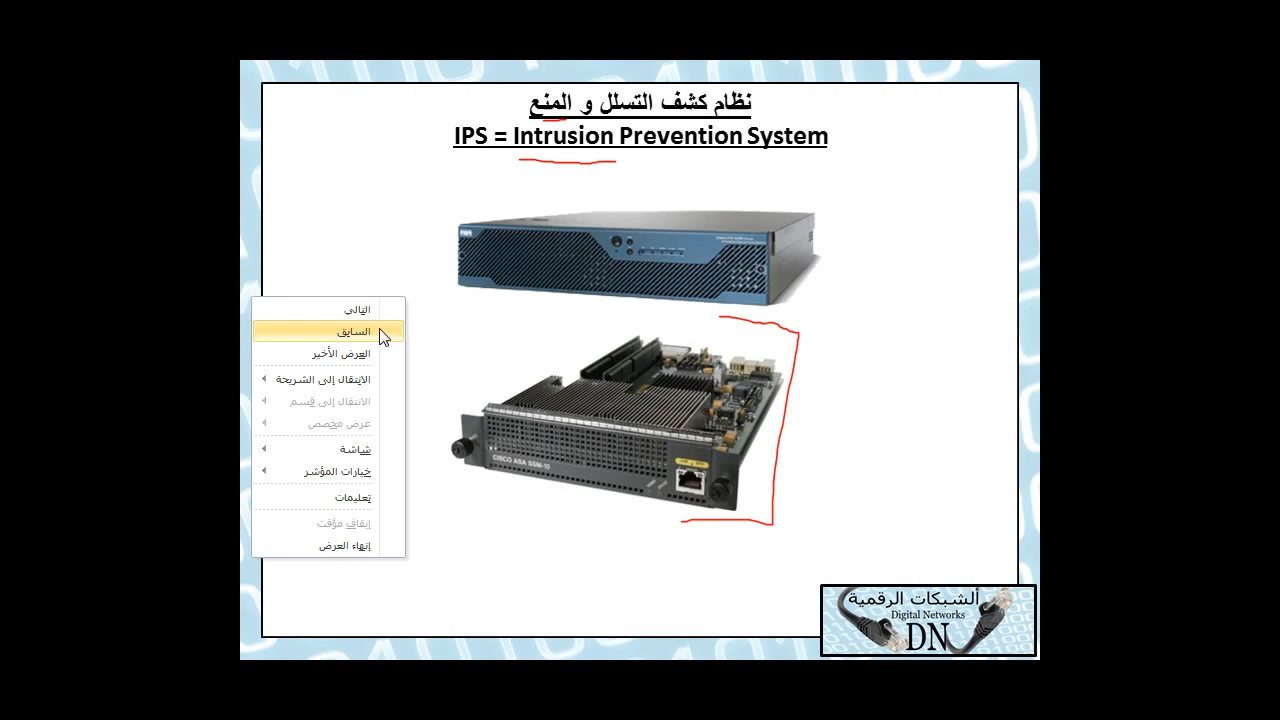 نظام كشف التسلل و المنع
IPS = Intrusion Prevention System
CISCO ASA SSM-10
التالي
السابق
العرض الأخير
الانتقال إلى الشريحة
الانتقال إلى قسم
عرض مخصص
شاشة
خيارات المؤشر
تعليمات
إيقاف مؤقت
إنهاء العرض
ألشبكات الرقمية
Digital Networks
DN